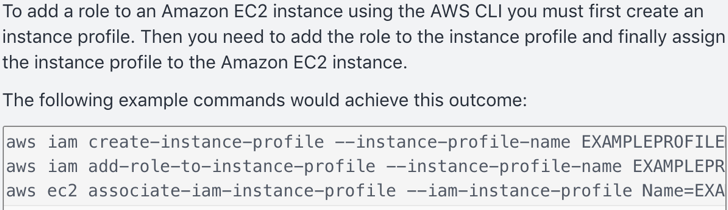 To add a role to an Amazon EC2 instance using the AWS CLI you must first create an
instance profile. Then you need to add the role to the instance profile and finally assign
the instance profile to the Amazon EC2 instance.
The following example commands would achieve this outcome:
aws iam create-instance-profile --instance-profile-name EXAMPLEPROFILE
aws iam add-role-to-instance-profile --instance-profile-name EXAMPLEPR
aws ec2 associate-iam-instance-profile --iam-instance-profile Name=EXA